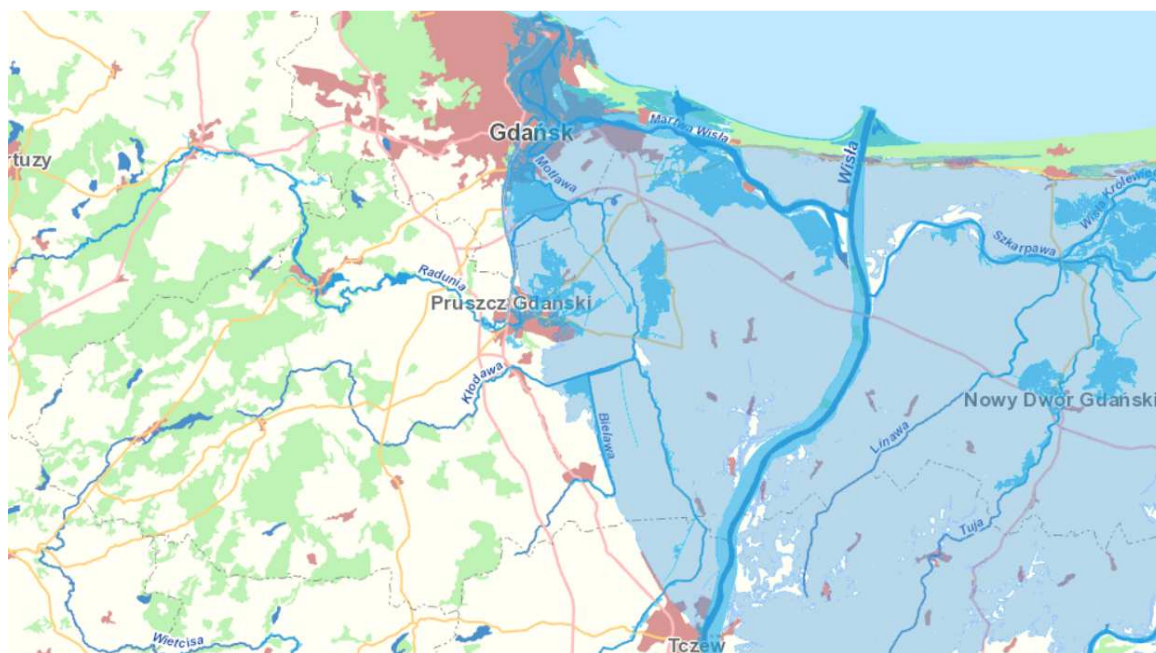 Gdańsk
Martwa Wisła
Wisła
rtuzy
Motława
Wisła Królewiec
Szkarpawa
Radunia
Pruszcz Gdański
Kłodawa
Bielawa
Nowy Dwór Gdański
Linawa
Tuja
Wietcisa
Tczew